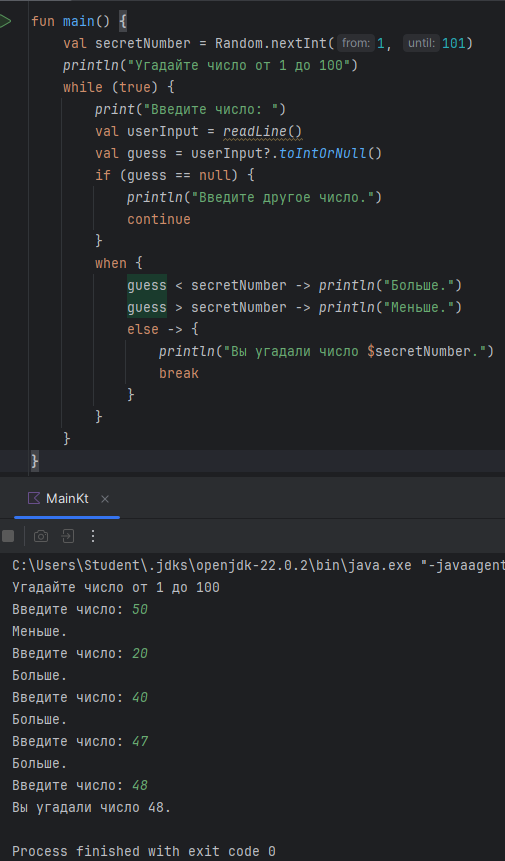 fun main() {
val secretNumber = Random.nextInt( from: 1, until: 101)
println("Угадайте число от 1 до 100")
while (true) {
print("Введите число: ")
val userInput = readLine()
val guess = userInput?.toIntOrNull()
if (guess == null) {
println("Введите другое число.")
continue
}
when {
guess < secretNumber -> println("Больше.")
guess > secretNumber -> println("Меньше.")
else -> {
println("Вы угадали число $secretNumber.")
break
}
}
}
}
MainKt
C:\Users\Student\.jdks\openjdk-22.0.2\bin\java.exe "-javaagent
Угадайте число от 1 до 100
Введите число: 50
Меньше.
Введите число: 20
Больше.
Введите число: 40
Больше.
Введите число: 47
Больше.
Введите число: 48
Вы угадали число 48.
Process finished with exit code 0